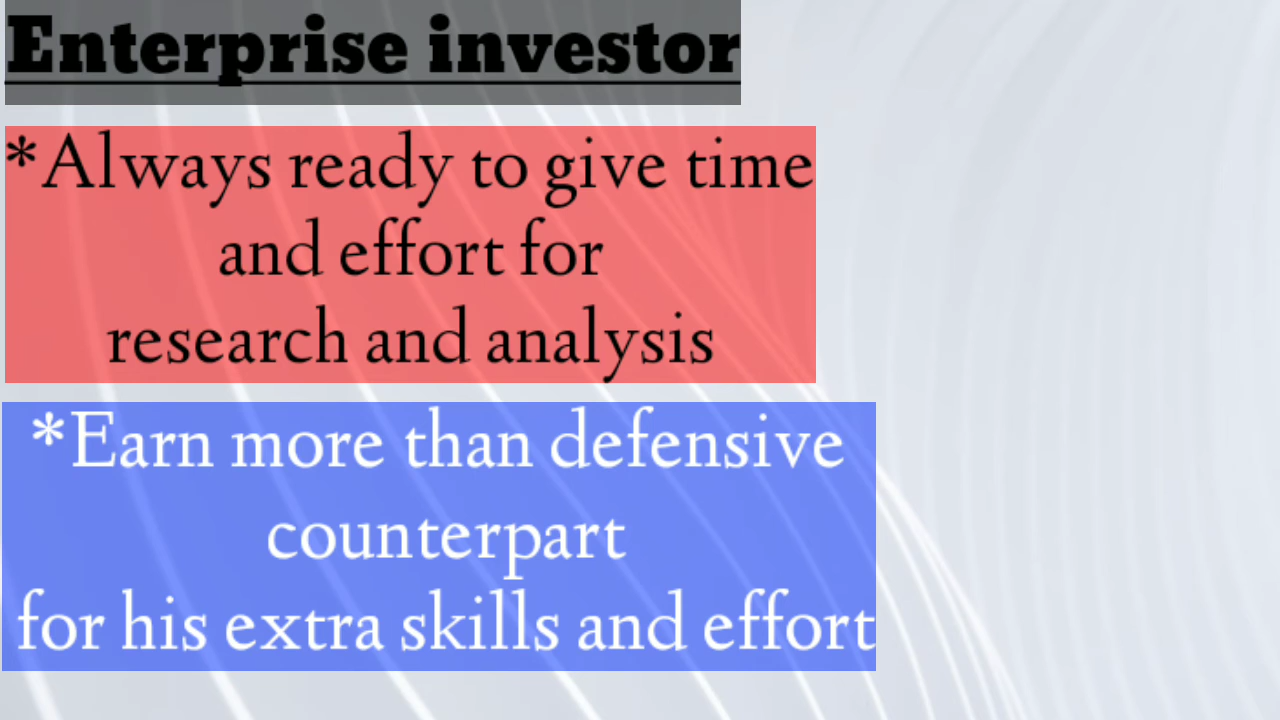 Enterprise investor
*Always ready to give time
and effort for
research and analysis
*Earn more than defensive
counterpart
for his extra skills and effort